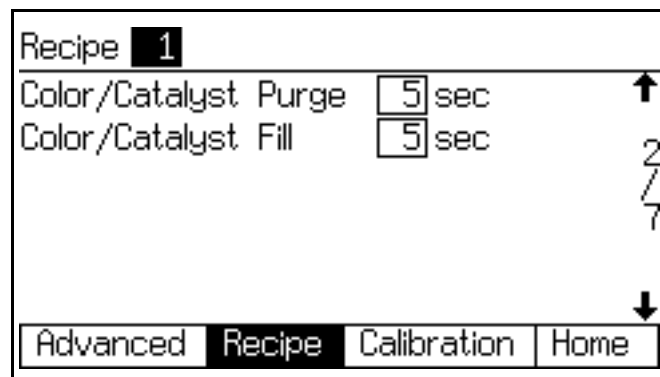 Recipe 1
Color/Catalyst Purge 5 sec
Color/Catalyst Fill 5 sec
2
/
7
Advanced Recipe Calibration Home